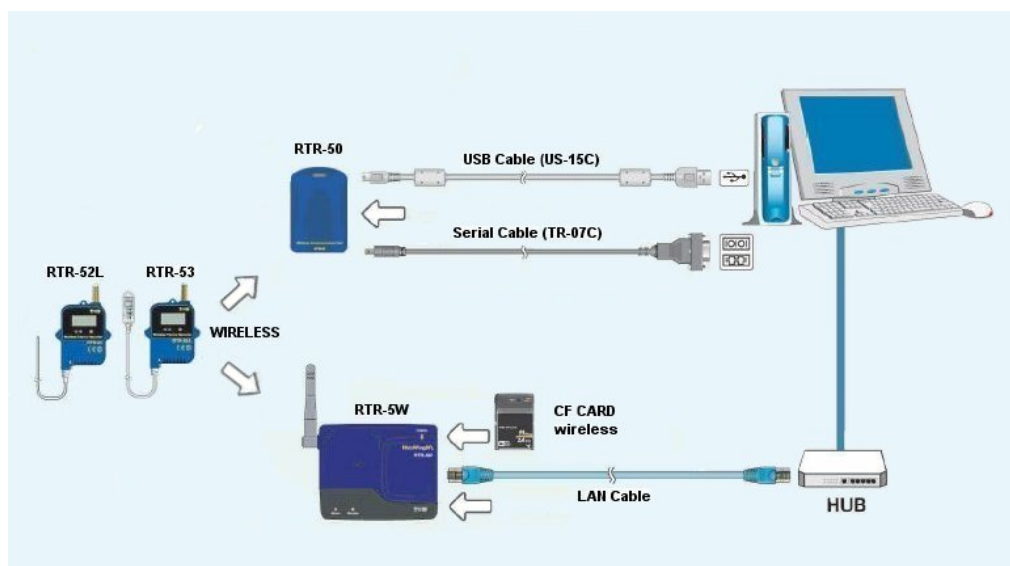 RTR-50
USB Cable (US-15C)
Serial Cable (TR-07C)
RTR-52L
RTR-53
WIRELESS
RTR-5W
CF CARD
wireless
LAN Cable
HUB